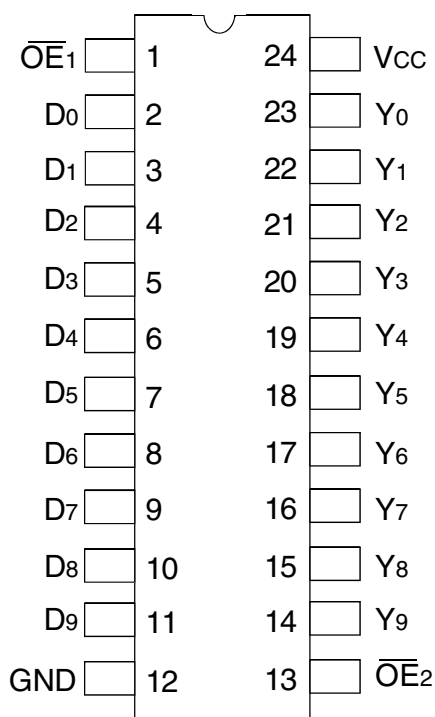 O̅E̅1 1 24 VCC
D0 2 23 Y0
D1 3 22 Y1
D2 4 21 Y2
D3 5 20 Y3
D4 6 19 Y4
D5 7 18 Y5
D6 8 17 Y6
D7 9 16 Y7
D8 10 15 Y8
D9 11 14 Y9
GND 12 13 O̅E̅2